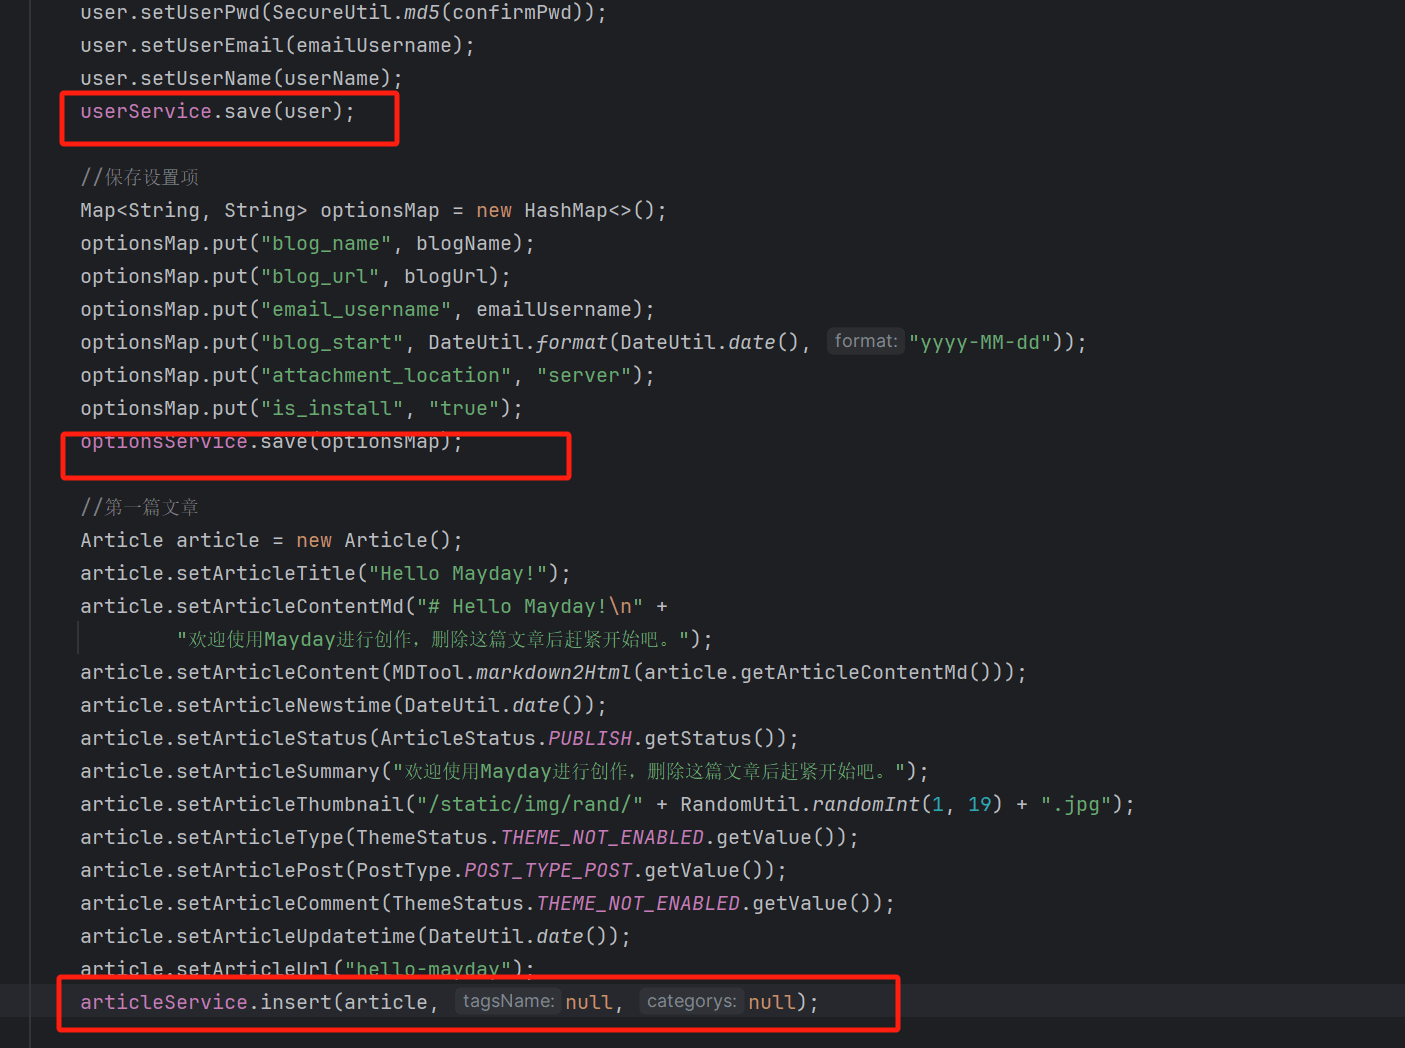 user.setUserPwd(SecureUtil.md5(confirmPwd));
user.setUserEmail(emailUsername);
user.setUserName(userName);
userService.save(user);
//保存设置项
Map<String, String> optionsMap = new HashMap<>();
optionsMap.put("blog_name", blogName);
optionsMap.put("blog_url", blogUrl);
optionsMap.put("email_username", emailUsername);
optionsMap.put("blog_start", DateUtil.format(DateUtil.date(), format: "yyyy-MM-dd"));
optionsMap.put("attachment_location", "server");
optionsMap.put("is_install", "true");
optionsService.save(optionsMap);
//第一篇文章
Article article = new Article();
article.setArticleTitle("Hello Mayday!");
article.setArticleContentMd("# Hello Mayday!\n" +
"欢迎使用Mayday进行创作，删除这篇文章后赶紧开始吧。");
article.setArticleContent(MDTool.markdown2Html(article.getArticleContentMd()));
article.setArticleNewstime(DateUtil.date());
article.setArticleStatus(ArticleStatus.PUBLISH.getStatus());
article.setArticleSummary("欢迎使用Mayday进行创作，删除这篇文章后赶紧开始吧。");
article.setArticleThumbnail("/static/img/rand/" + RandomUtil.randomInt(1, 19) + ".jpg");
article.setArticleType(ThemeStatus.THEME_NOT_ENABLED.getValue());
article.setArticlePost(PostType.POST_TYPE_POST.getValue());
article.setArticleComment(ThemeStatus.THEME_NOT_ENABLED.getValue());
article.setArticleUpdatetime(DateUtil.date());
article.setArticleUrl("hello-mayday");
articleService.insert(article, tagsName: null, categorys: null);